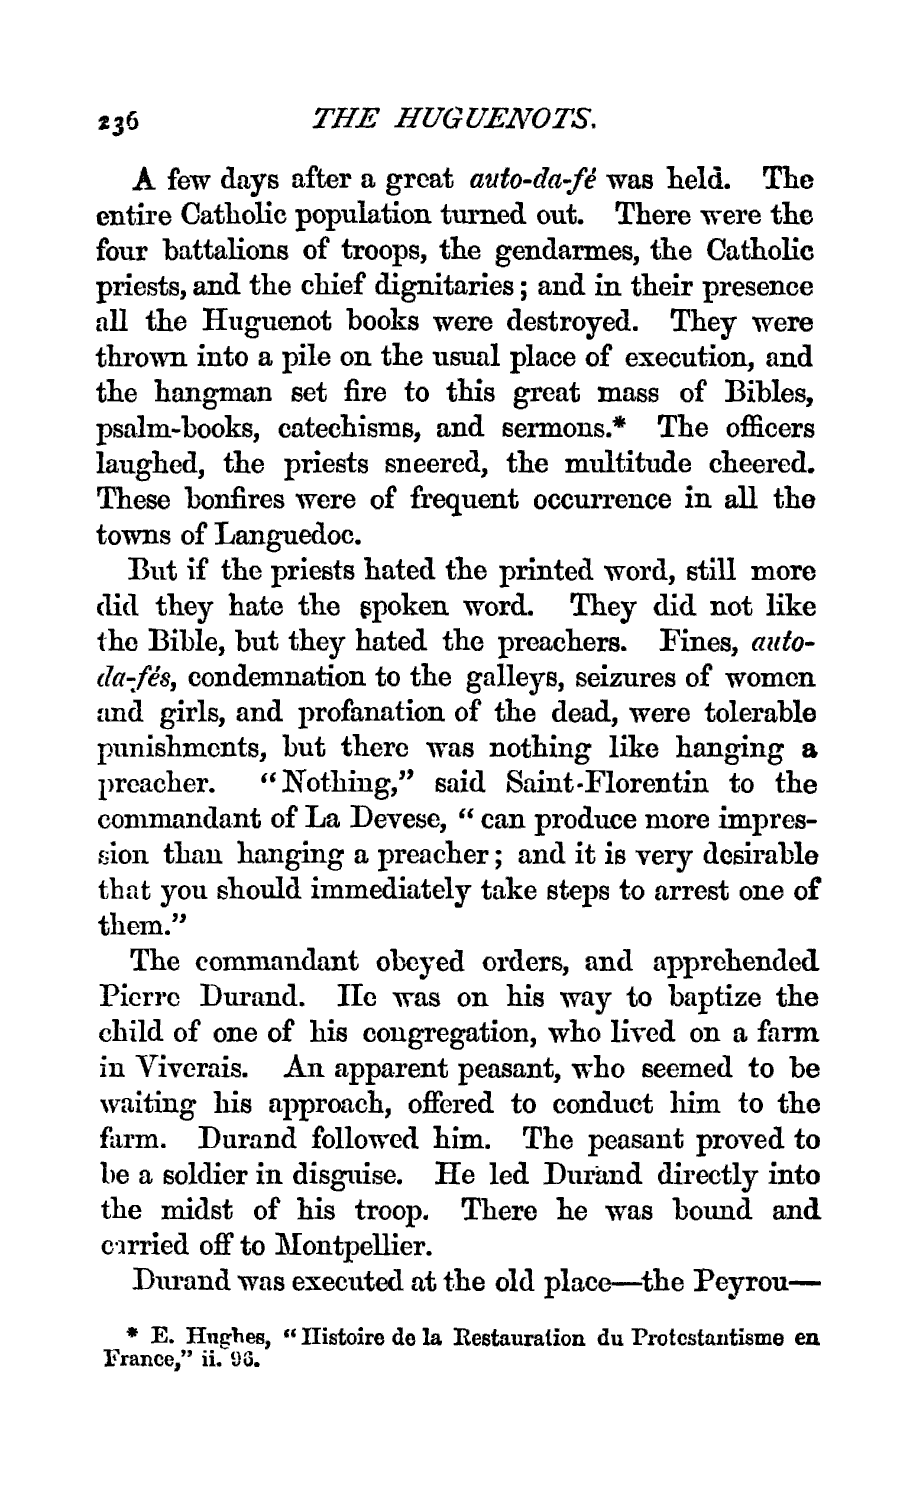 236 THE HUGUENOTS.
A few days after a great auto-da-fé was held. The
entire Catholic population turned out. There were the
four battalions of troops, the gendarmes, the Catholic
priests, and the chief dignitaries; and in their presence
all the Huguenot books were destroyed. They were
thrown into a pile on the usual place of execution, and
the hangman set fire to this great mass of Bibles,
psalm-books, catechisms, and sermons.* The officers
laughed, the priests sneered, the multitude cheered.
These bonfires were of frequent occurrence in all the
towns of Languedoc.
But if the priests hated the printed word, still more
did they hate the spoken word. They did not like
the Bible, but they hated the preachers. Fines, auto-
da-fés, condemnation to the galleys, seizures of women
and girls, and profanation of the dead, were tolerable
punishments, but there was nothing like hanging a
preacher. "Nothing," said Saint-Florentin to the
commandant of La Devese, "can produce more impres-
sion than hanging a preacher; and it is very desirable
that you should immediately take steps to arrest one of
them."
The commandant obeyed orders, and apprehended
Pierre Durand. He was on his way to baptize the
child of one of his congregation, who lived on a farm
in Viverais. An apparent peasant, who seemed to be
waiting his approach, offered to conduct him to the
farm. Durand followed him. The peasant proved to
be a soldier in disguise. He led Durand directly into
the midst of his troop. There he was bound and
carried off to Montpellier.
Durand was executed at the old place—the Peyrou—
* E. Hughes, "Histoire de la Restauration du Protestantisme en
France," ii. 96.